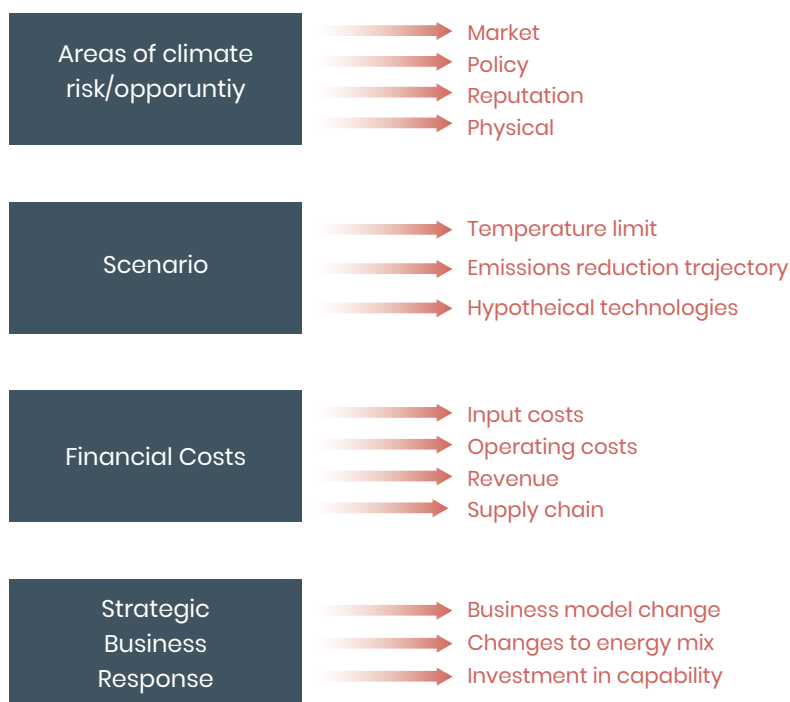 Areas of climate
risk/opporuntiy
Market
Policy
Reputation
Physical
Scenario
Temperature limit
Emissions reduction trajectory
Hypotheical technologies
Financial Costs
Input costs
Operating costs
Revenue
Supply chain
Strategic
Business
Response
Business model change
Changes to energy mix
Investment in capability